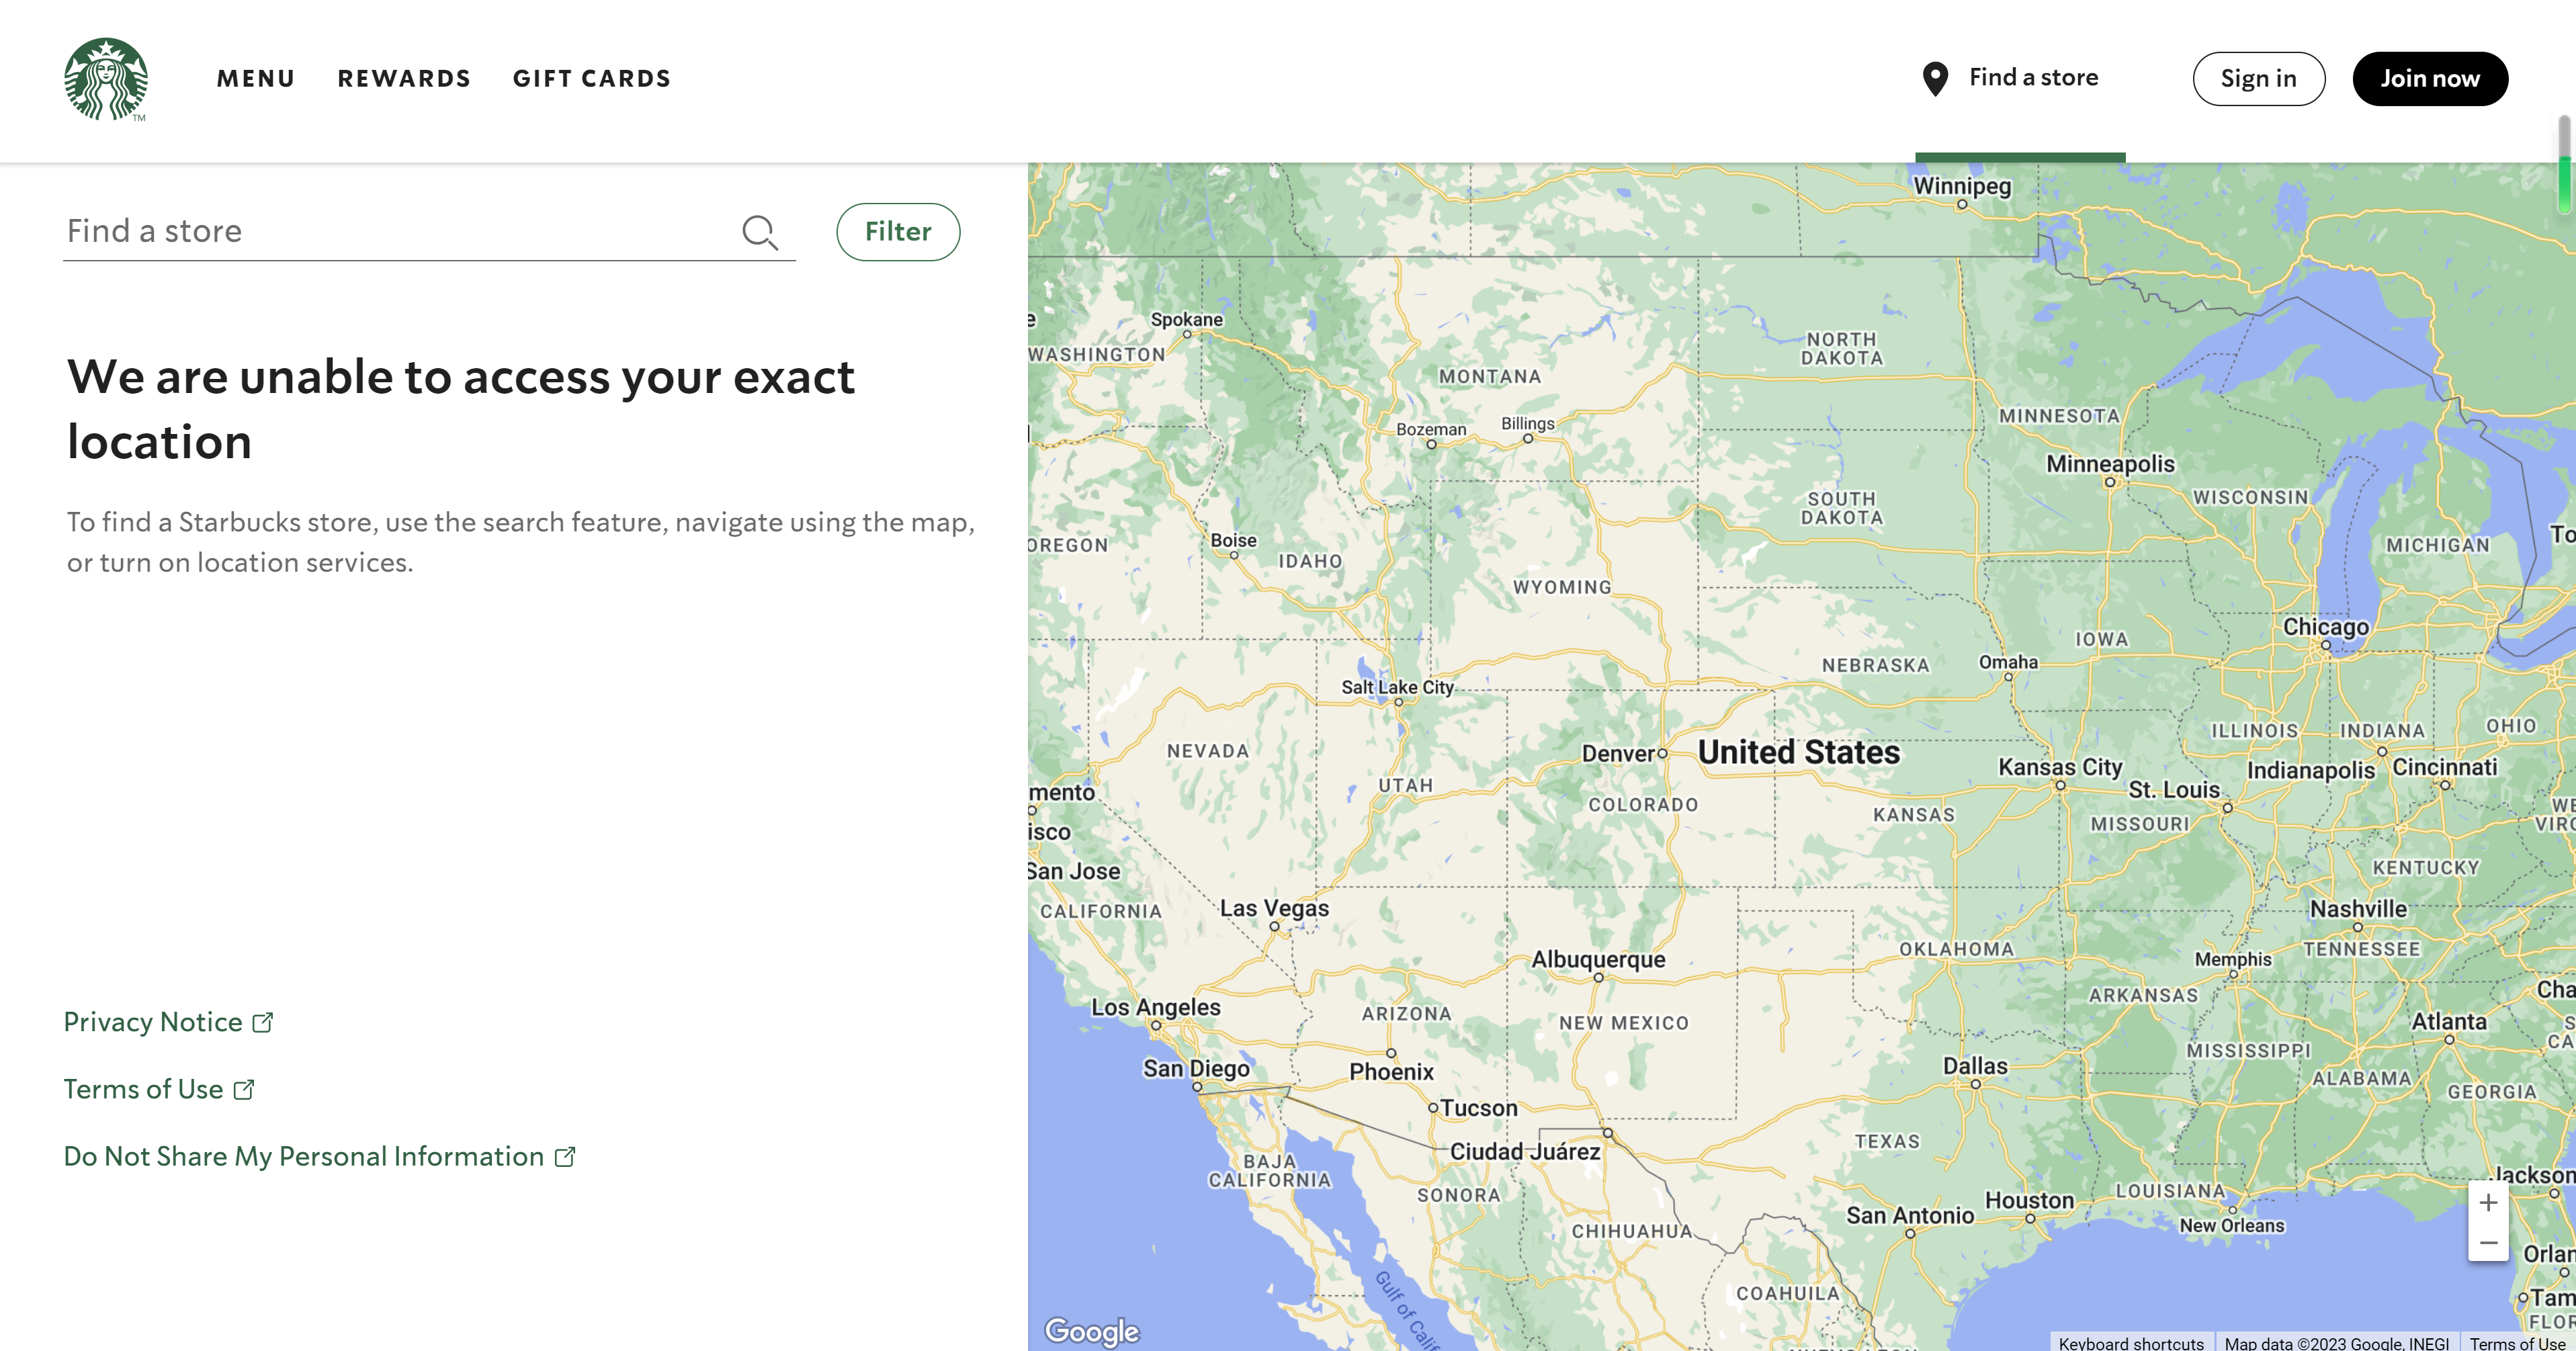 MENU REWARDS GIFT CARDS Find a store Sign in Join now
TM
Find a store Filter
We are unable to access your exact
location
To find a Starbucks store, use the search feature, navigate using the map,
or turn on location services.
Privacy Notice
Terms of Use
Do Not Share My Personal Information
Winnipeg
Spokane
WASHINGTON
NORTH
DAKOTA
MONTANA
Bozeman
Billings
MINNESOTA
Minneapolis
WISCONSIN
SOUTH
DAKOTA
To
MICHIGAN
OREGON
Boise
IDAHO
WYOMING
Chicago
IOWA
NEBRASKA
Omaha
Salt Lake City
NEVADA
UTAH
Denver
United States
COLORADO
ILLINOIS
INDIANA
OHIO
Kansas City
Indianapolis
Cincinnati
St. Louis
KANSAS
MISSOURI
WE
VIRG
mento
isco
San Jose
KENTUCKY
CALIFORNIA
Las Vegas
Nashville
TENNESSEE
Albuquerque
OKLAHOMA
Memphis
ARKANSAS
Cha
Los Angeles
ARIZONA
NEW MEXICO
Atlanta
S
CA
San Diego
Phoenix
Dallas
MISSISSIPPI
ALABAMA
GEORGIA
Tucson
Ciudad Juárez
TEXAS
BAJA
CALIFORNIA
SONORA
CHIHUAHUA
San Antonio
Houston
LOUISIANA
New Orleans
Jackson
Orlan
Tam
FLOR
COAHUILA
Gulf of Calif
Google
Keyboard shortcuts Map data ©2023 Google, INEGI Terms of Use